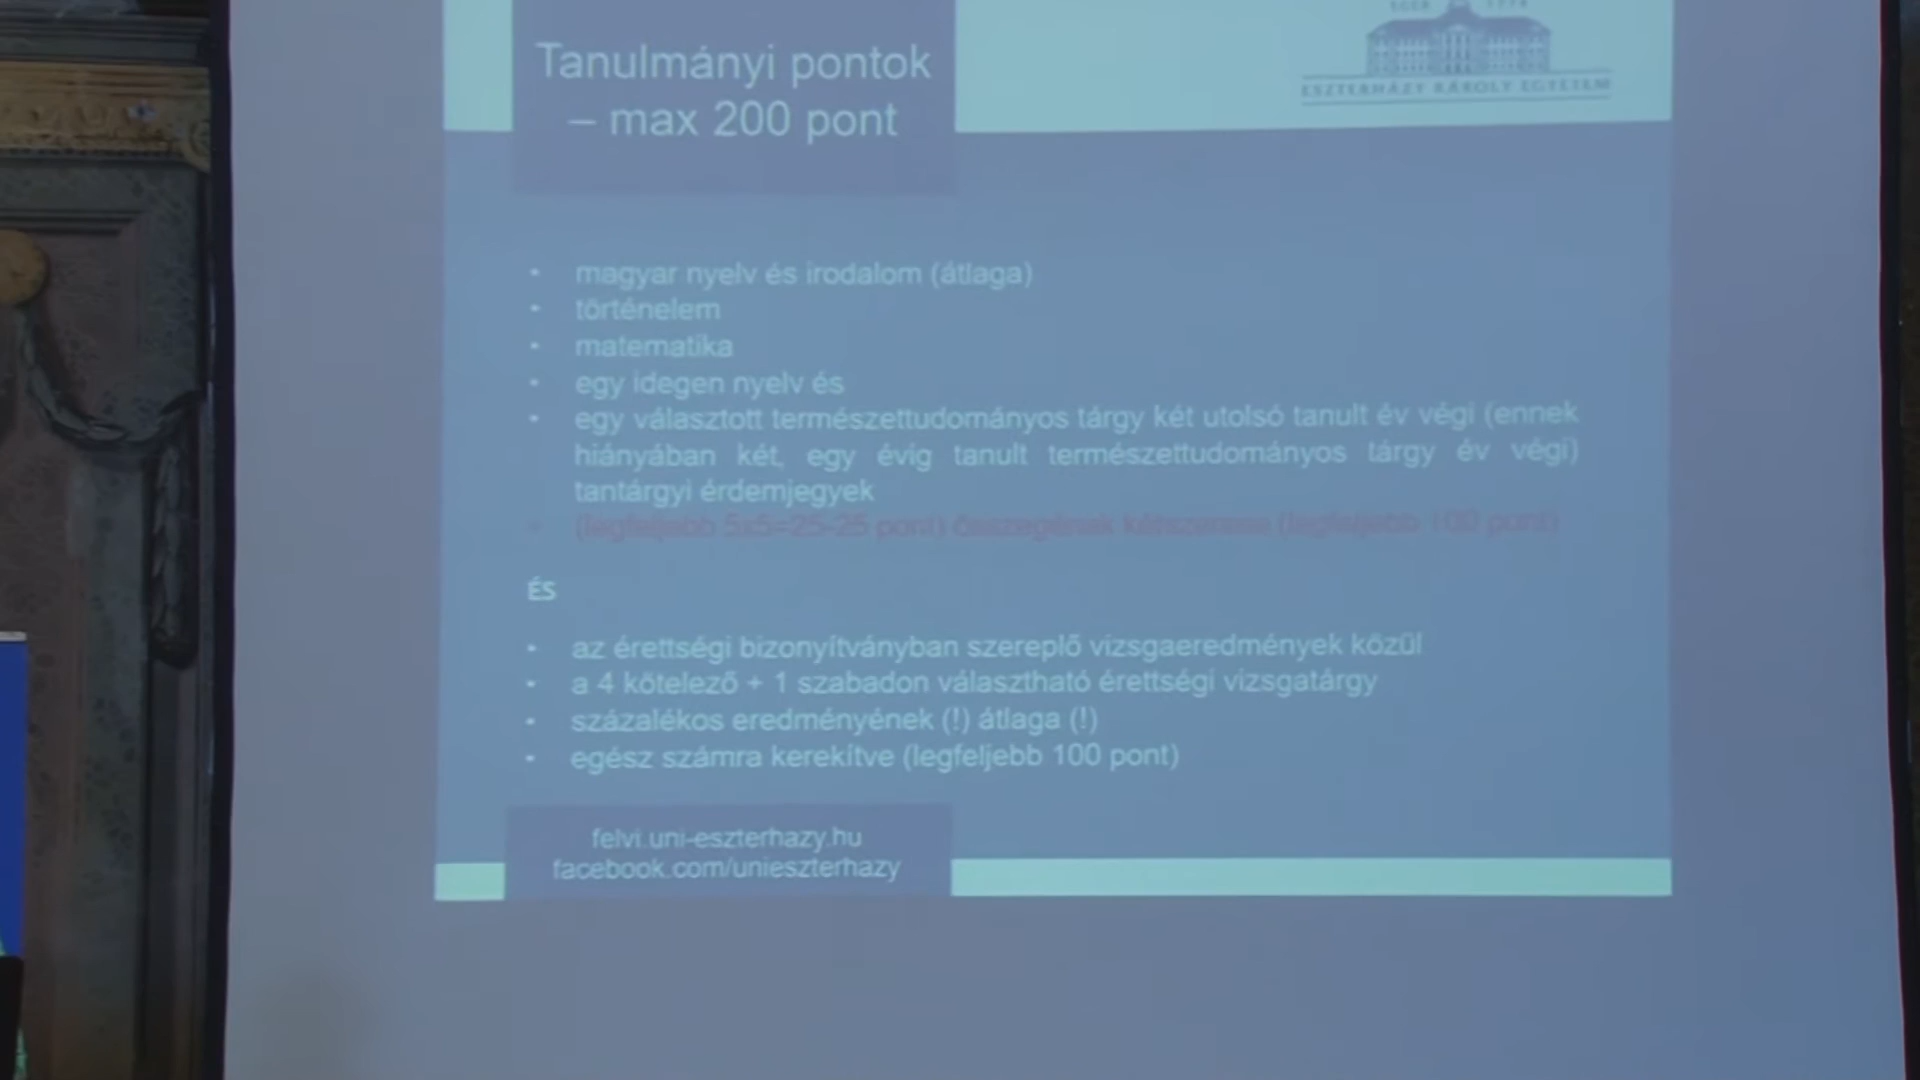 EGER 1774
ESZTERHÁZY KÁROLY EGYETEM
Tanulmányi pontok
– max 200 pont
• magyar nyelv és irodalom (átlaga)
• történelem
• matematika
• egy idegen nyelv és
• egy választott természettudományos tárgy két utolsó tanult év végi (ennek
hiányában két, egy évig tanult természettudományos tárgy év végi)
tantárgyi érdemjegyek
• (legfeljebb 5x5=25-25 pont) összegének kétszerese (legfeljebb 100 pont)
ÉS
• az érettségi bizonyítványban szereplő vizsgaeredmények közül
• a 4 kötelező + 1 szabadon választható érettségi vizsgatárgy
• százalékos eredményének (!) átlaga (!)
• egész számra kerekítve (legfeljebb 100 pont)
felvi.uni-eszterhazy.hu
facebook.com/unieszterhazy